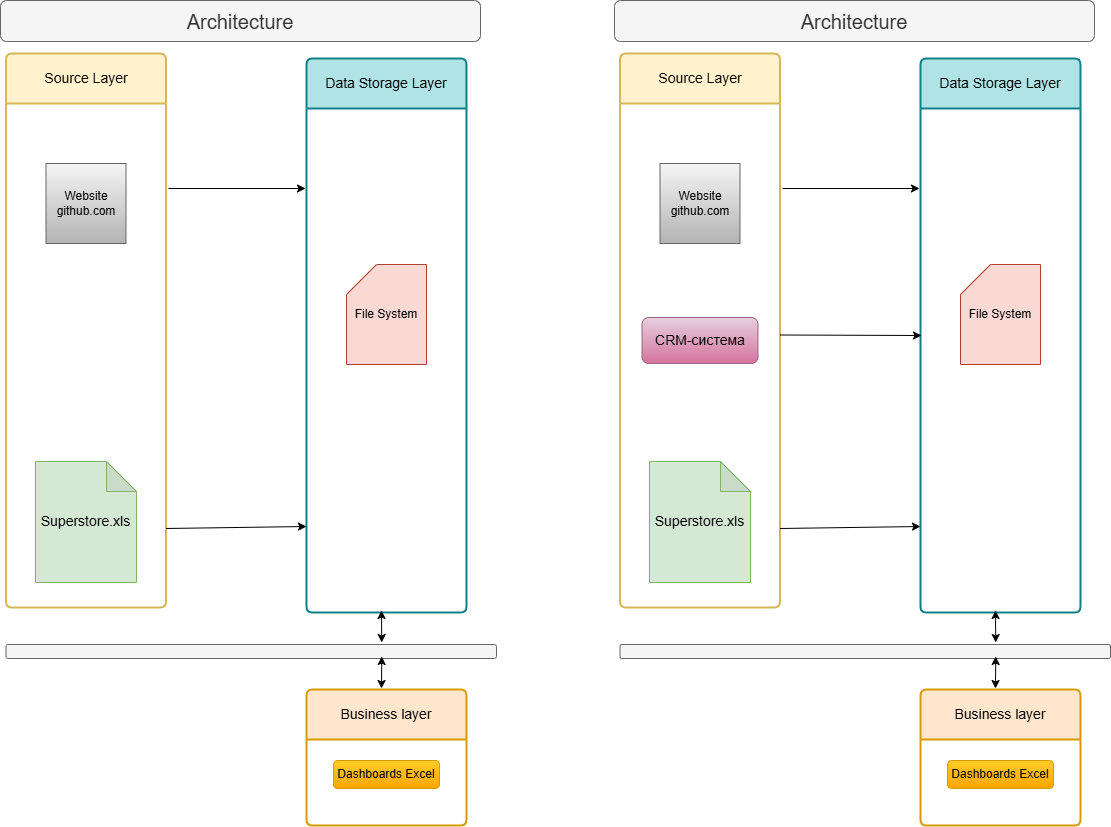 Architecture
Source Layer
Data Storage Layer
Website
github.com
File System
Superstore.xls
Business layer
Dashboards Excel
Architecture
Source Layer
Data Storage Layer
Website
github.com
File System
CRM-система
Superstore.xls
Business layer
Dashboards Excel